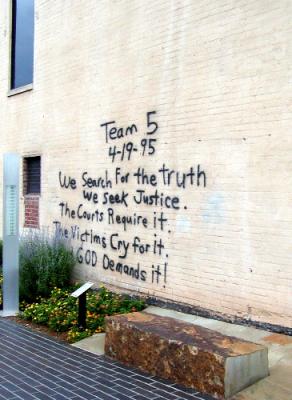 Team 5
4-19-95
We Search For the truth
We seek Justice.
The Courts Require it.
The Victims Cry for it.
GOD Demands it!